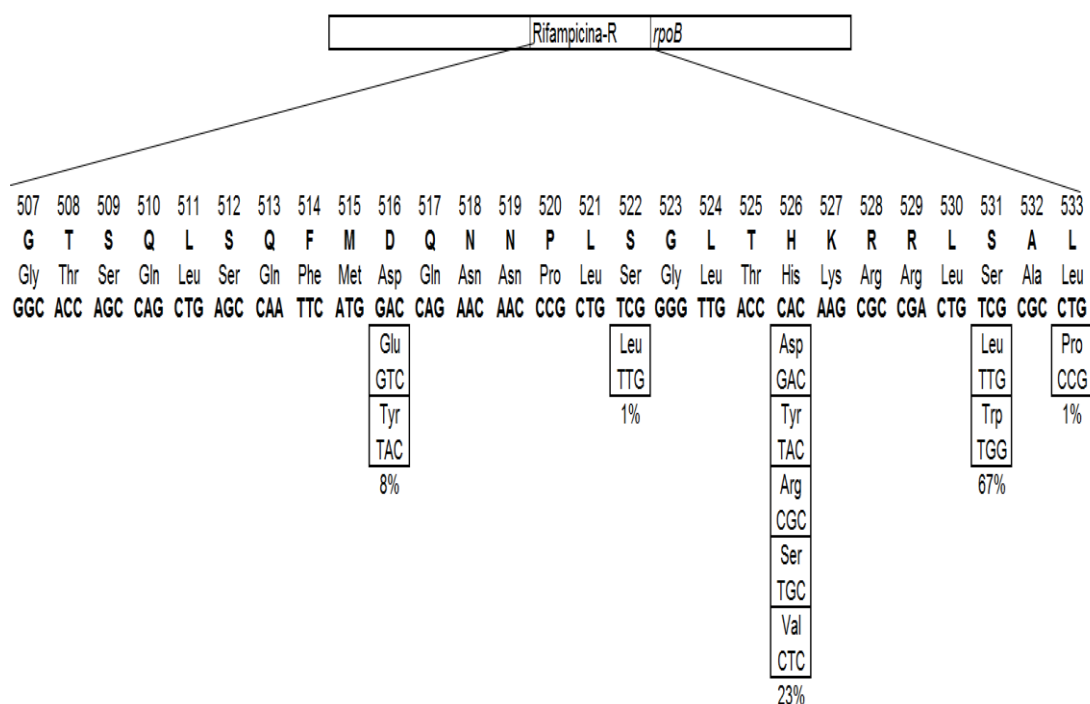 Rifampicina-R rpoB
507 508 509 510 511 512 513 514 515 516 517 518 519 520 521 522 523 524 525 526 527 528 529 530 531 532 533
G T S Q L S Q F M D Q N N P L S G L T H K R R L S A L
Gly Thr Ser Gln Leu Ser Gln Phe Met Asp Gln Asn Asn Pro Leu Ser Gly Leu Thr His Lys Arg Arg Leu Ser Ala Leu
GGC ACC AGC CAG CTG AGC CAA TTC ATG GAC CAG AAC AAC CCG CTG TCG GGG TTG ACC CAC AAG CGC CGA CTG TCG CGC CTG
Glu Leu Asp Leu Pro
GTC TTG GAC TTG CCG
Tyr 1% Tyr Trp 1%
TAC TAC TGG
8% Arg 67%
CGC
Ser
TGC
Val
CTC
23%